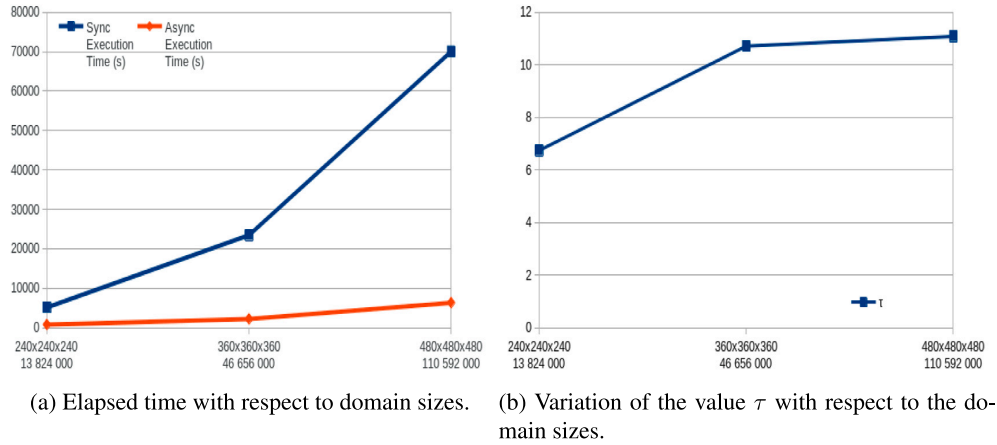 80000
70000
60000
50000
40000
30000
20000
10000
0
Sync Execution Time (s)
Async Execution Time (s)
240x240x240
13 824 000
360x360x360
46 656 000
480x480x480
110 592 000
(a) Elapsed time with respect to domain sizes.
12
10
8
6
4
2
0
τ
240x240x240
13 824 000
360x360x360
46 656 000
480x480x480
110 592 000
(b) Variation of the value τ with respect to the do-
main sizes.